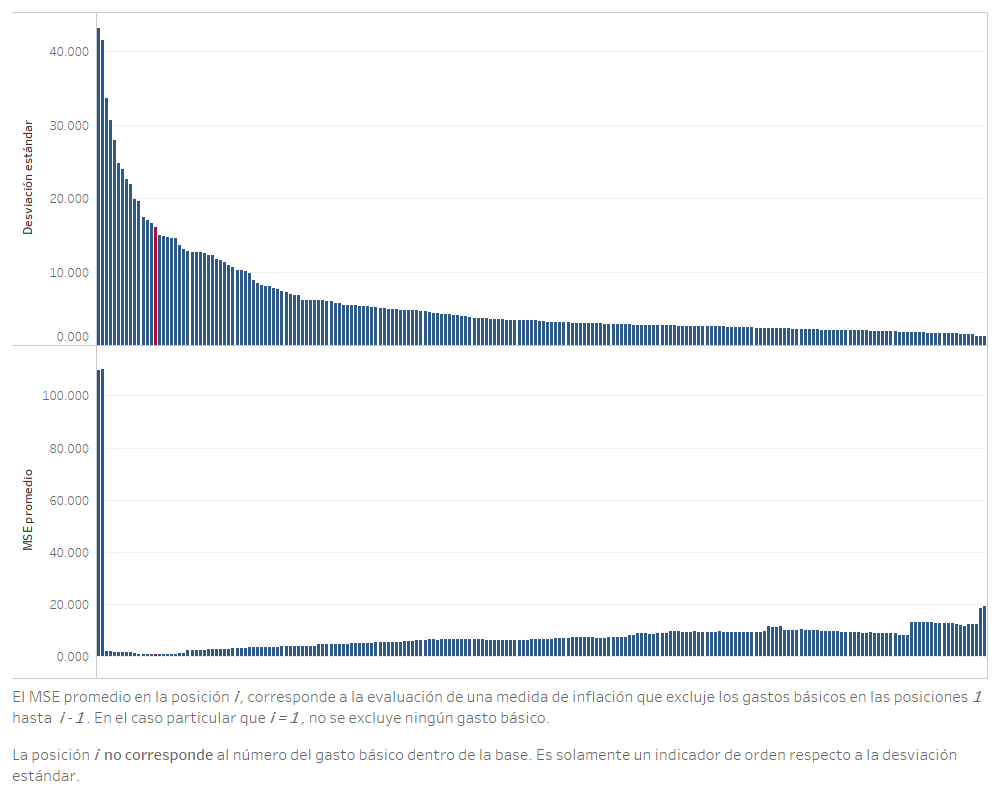 40.000
30.000
20.000
10.000
0.000
Desviación estándar
100.000
80.000
60.000
40.000
20.000
0.000
MSE promedio
El MSE promedio en la posición i, corresponde a la evaluación de una medida de inflación que excluje los gastos básicos en las posiciones 1
hasta i - 1. En el caso particular que i = 1, no se excluye ningún gasto básico.
La posición i no corresponde al número del gasto básico dentro de la base. Es solamente un indicador de orden respecto a la desviación
estándar.